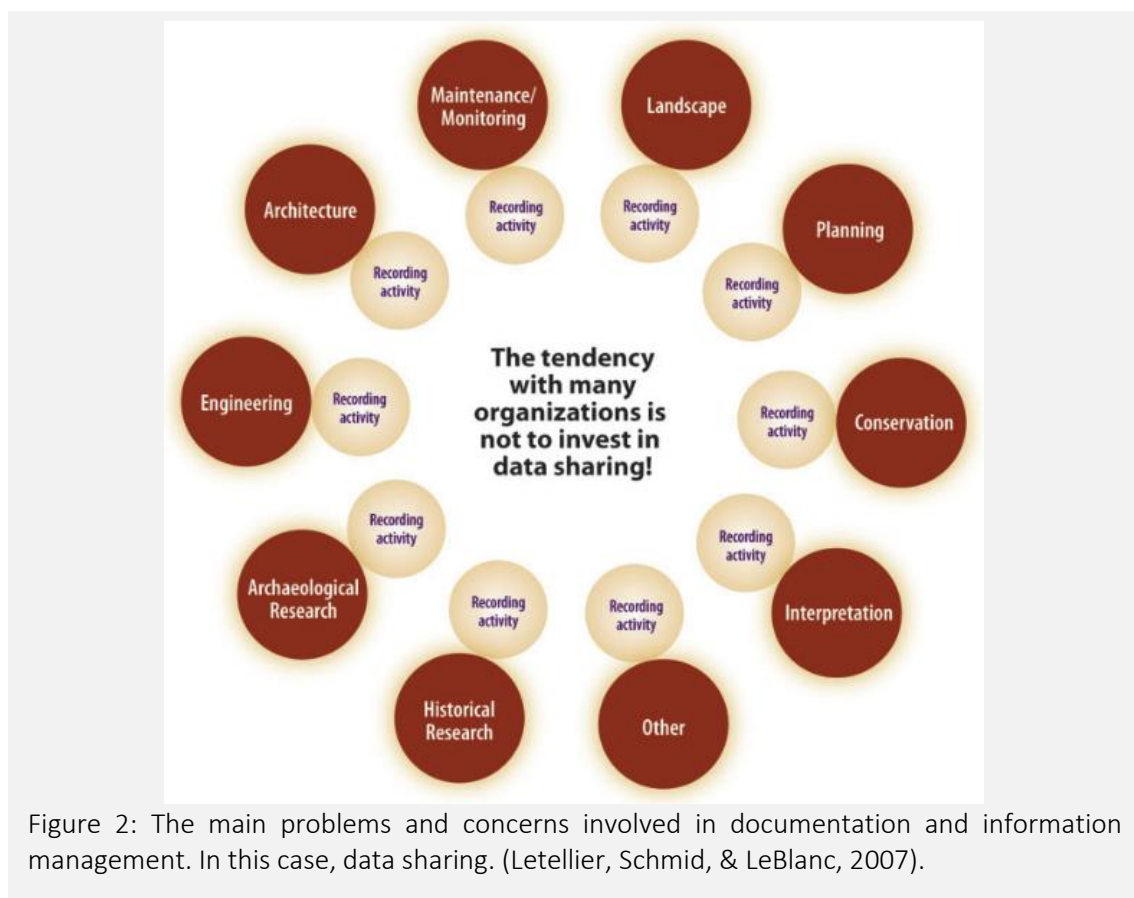 Maintenance/
Monitoring
Landscape
Recording
activity
Recording
activity
Architecture
Planning
Recording
activity
Recording
activity
The tendency
with many
organizations is
not to invest in
data sharing!
Engineering
Recording
activity
Recording
activity
Conservation
Recording
activity
Recording
activity
Archaeological
Research
Interpretation
Recording
activity
Recording
activity
Historical
Research
Other
Figure 2: The main problems and concerns involved in documentation and information
management. In this case, data sharing. (Letellier, Schmid, & LeBlanc, 2007).